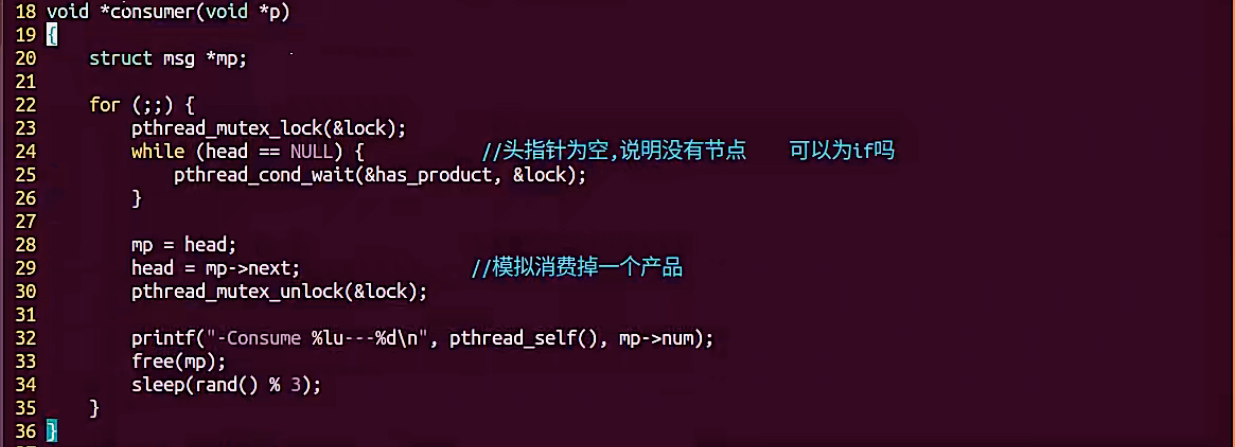 18 void *consumer(void *p)
19 {
20     struct msg *mp;
21
22     for (;;) {
23         pthread_mutex_lock(&lock);
24         while (head == NULL) {           //头指针为空,说明没有节点    可以为if吗
25             pthread_cond_wait(&has_product, &lock);
26         }
27
28         mp = head;
29         head = mp->next;                //模拟消费掉一个产品
30         pthread_mutex_unlock(&lock);
31
32         printf("-Consume %lu---%d\n", pthread_self(), mp->num);
33         free(mp);
34         sleep(rand() % 3);
35     }
36 }